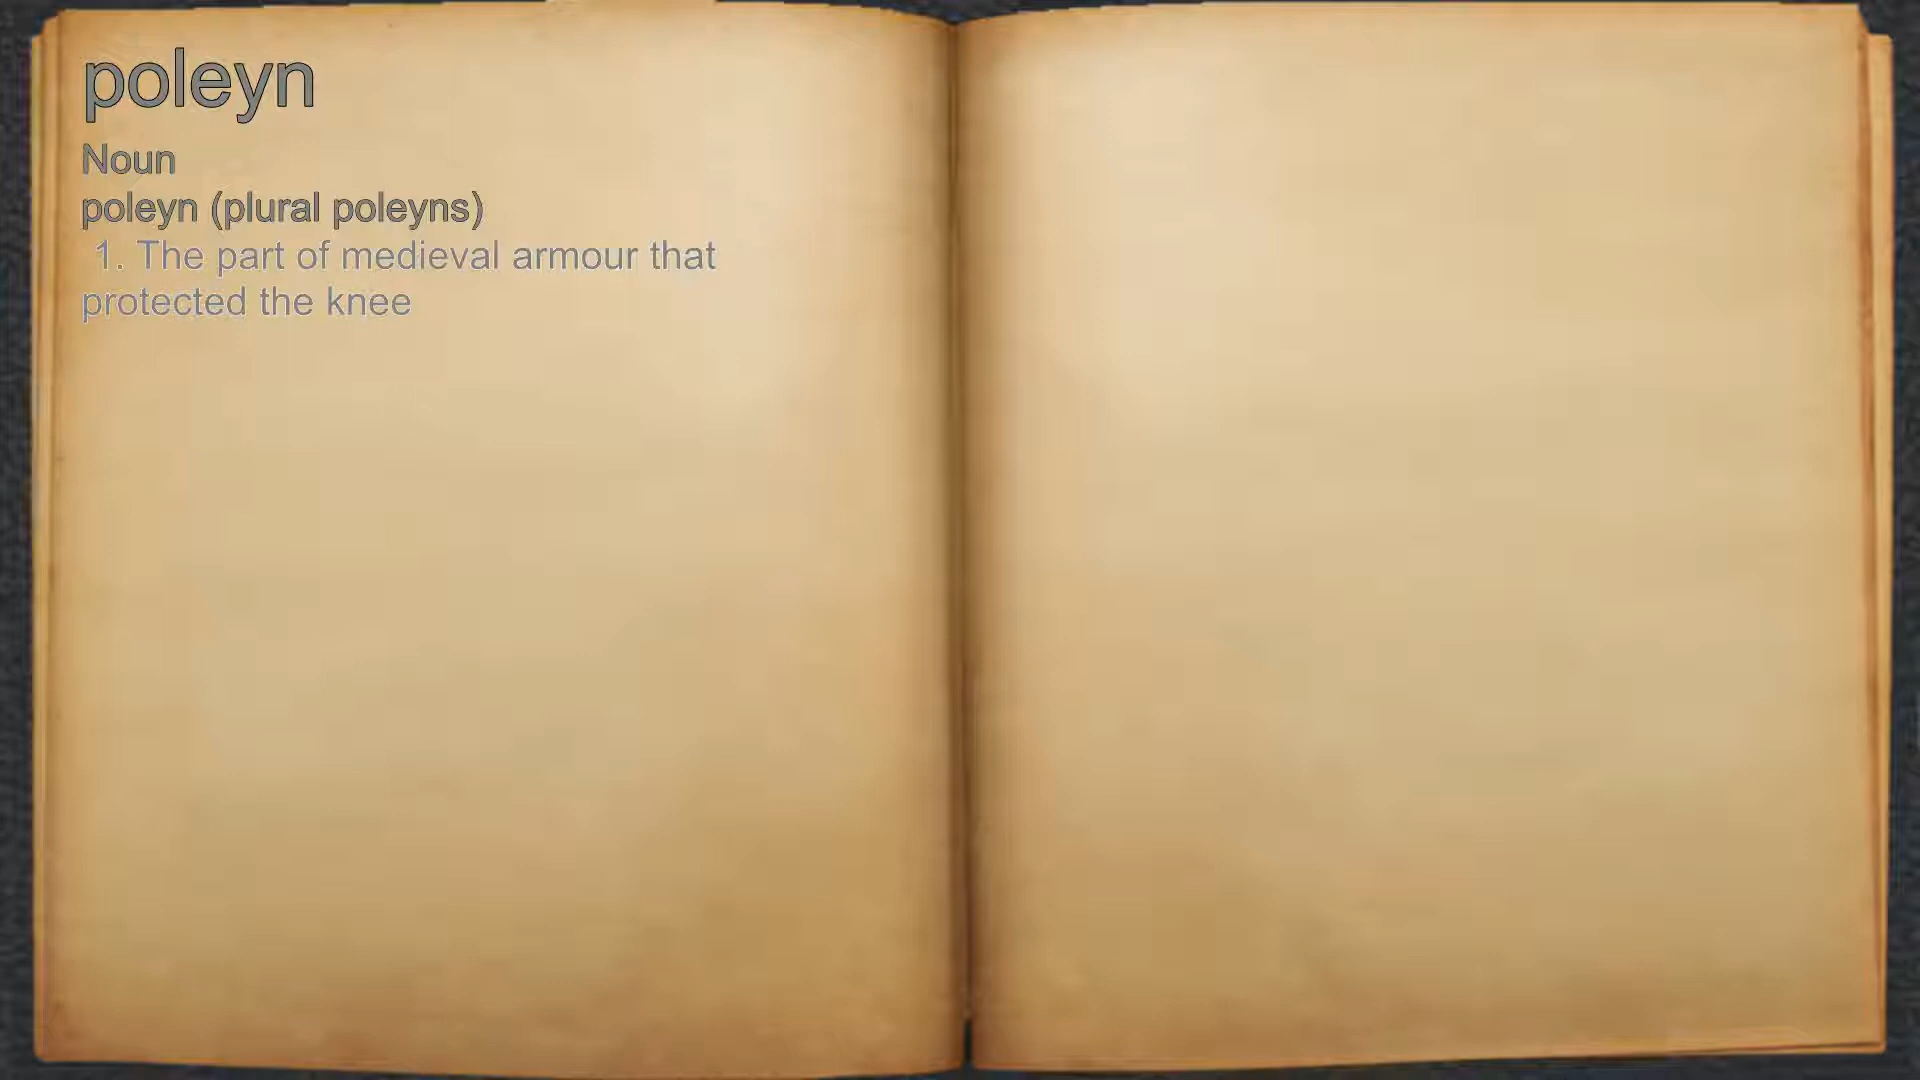 poleyn
Noun
poleyn (plural poleyns)
1. The part of medieval armour that
protected the knee